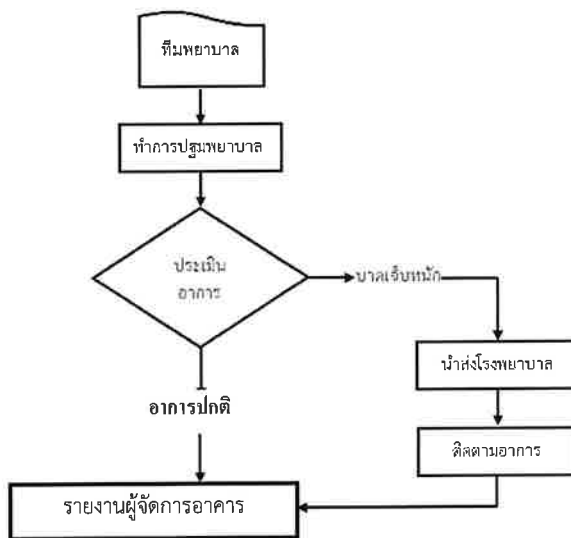 ทีมพยาบาล
ทำการปฐมพยาบาล
ประเมิน
อาการ
บาดเจ็บหนัก
นำส่งโรงพยาบาล
อาการปกติ
ติดตามอาการ
รายงานผู้จัดการอาคาร